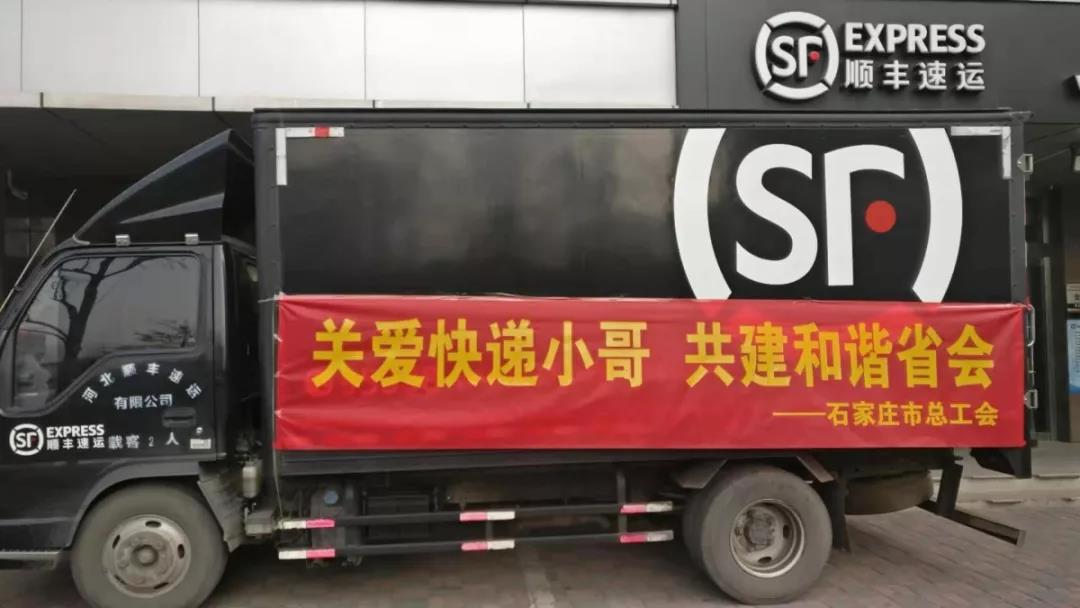 SF EXPRESS
顺丰速运
SF
关爱快递小哥 共建和谐省会
——石家庄市总工会
河北顺丰速运
有限公司
SF EXPRESS
顺丰速运 载客2人